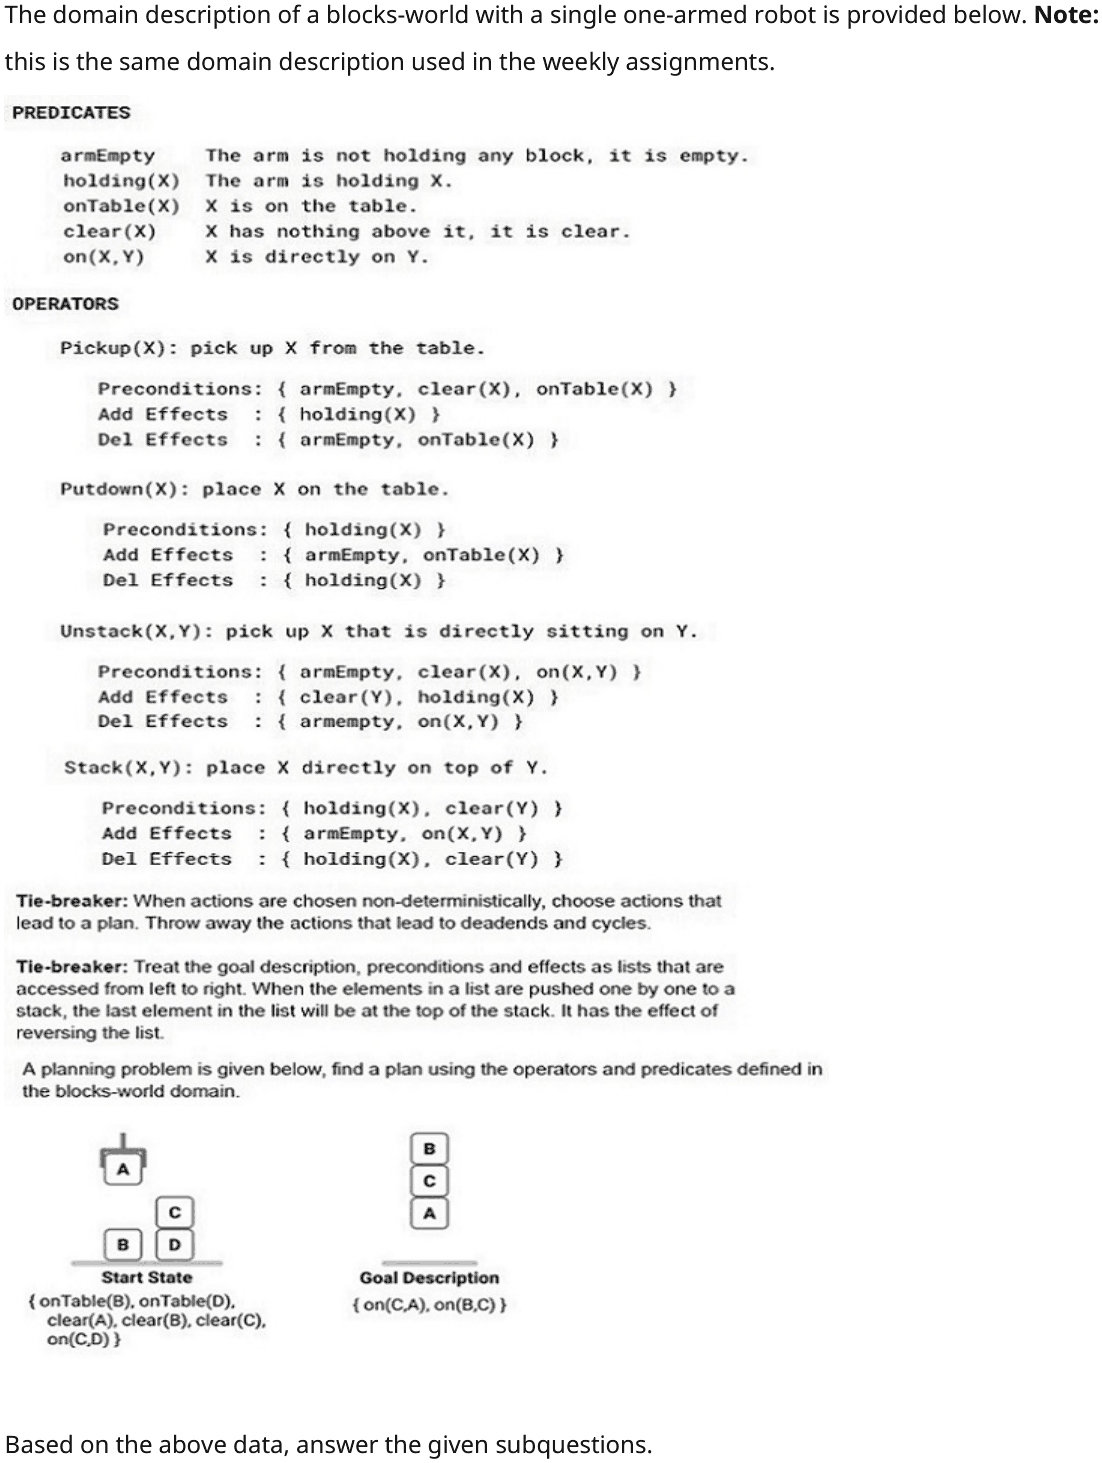 The domain description of a blocks-world with a single one-armed robot is provided below. Note:
this is the same domain description used in the weekly assignments.
PREDICATES
armEmpty The arm is not holding any block, it is empty.
holding(X) The arm is holding X.
onTable(X) X is on the table.
clear(X) X has nothing above it, it is clear.
on(X,Y) X is directly on Y.
OPERATORS
Pickup(X): pick up X from the table.
Preconditions: { armEmpty, clear(X), onTable(X) }
Add Effects : { holding(X) }
Del Effects : { armEmpty, onTable(X) }
Putdown(X): place X on the table.
Preconditions: { holding(X) }
Add Effects : { armEmpty, onTable(X) }
Del Effects : { holding(X) }
Unstack(X,Y): pick up X that is directly sitting on Y.
Preconditions: { armEmpty, clear(X), on(X,Y) }
Add Effects : { clear(Y), holding(X) }
Del Effects : { armempty, on(X,Y) }
Stack(X,Y): place X directly on top of Y.
Preconditions: { holding(X), clear(Y) }
Add Effects : { armEmpty, on(X,Y) }
Del Effects : { holding(X), clear(Y) }
Tie-breaker: When actions are chosen non-deterministically, choose actions that
lead to a plan. Throw away the actions that lead to deadends and cycles.
Tie-breaker: Treat the goal description, preconditions and effects as lists that are
accessed from left to right. When the elements in a list are pushed one by one to a
stack, the last element in the list will be at the top of the stack. It has the effect of
reversing the list.
A planning problem is given below, find a plan using the operators and predicates defined in
the blocks-world domain.
A
C
B D
Start State
{ onTable(B), onTable(D),
clear(A), clear(B), clear(C),
on(C,D) }
B
C
A
Goal Description
{ on(C,A), on(B,C) }
Based on the above data, answer the given subquestions.